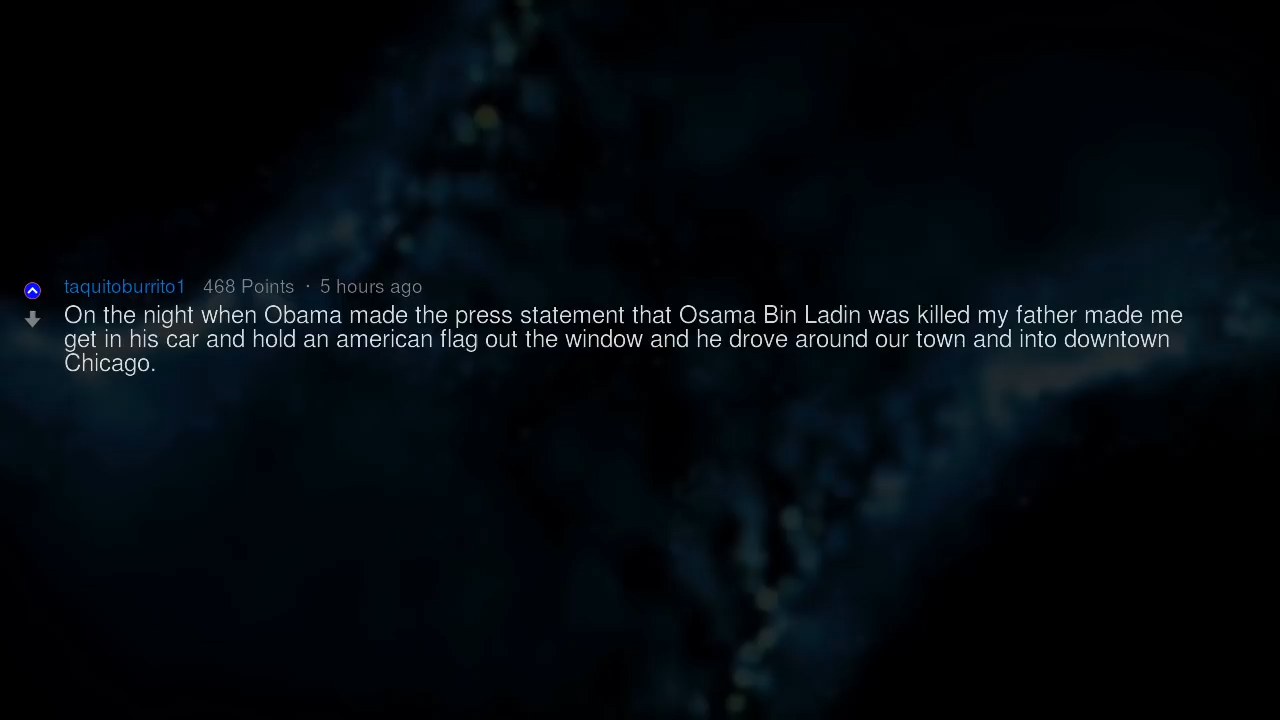 taquitoburrito1 468 Points · 5 hours ago
On the night when Obama made the press statement that Osama Bin Ladin was killed my father made me
get in his car and hold an american flag out the window and he drove around our town and into downtown
Chicago.